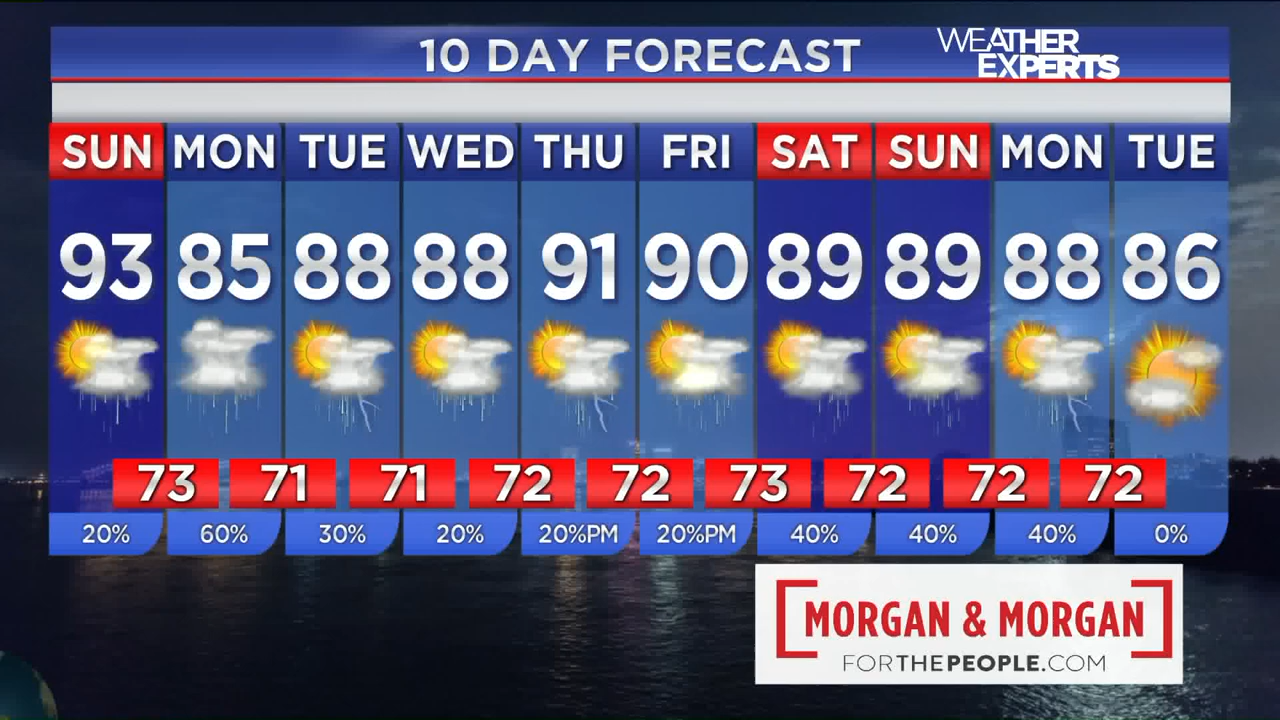 10 DAY FORECAST
WEATHER
EXPERTS
SUN MON TUE WED THU FRI SAT SUN MON TUE
93 85 88 88 91 90 89 89 88 86
73 71 71 72 72 73 72 72 72
20% 60% 30% 20% 20%PM 20%PM 40% 40% 40% 0%
MORGAN & MORGAN
FORTHEPEOPLE.COM